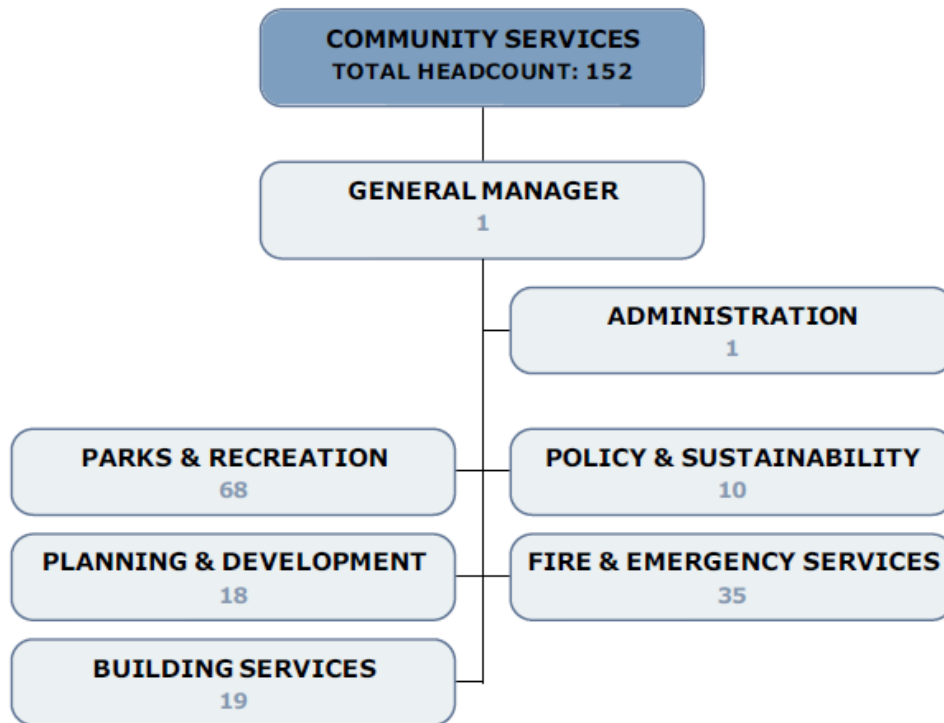 COMMUNITY SERVICES
TOTAL HEADCOUNT: 152
GENERAL MANAGER
1
ADMINISTRATION
1
PARKS & RECREATION
68
POLICY & SUSTAINABILITY
10
PLANNING & DEVELOPMENT
18
FIRE & EMERGENCY SERVICES
35
BUILDING SERVICES
19